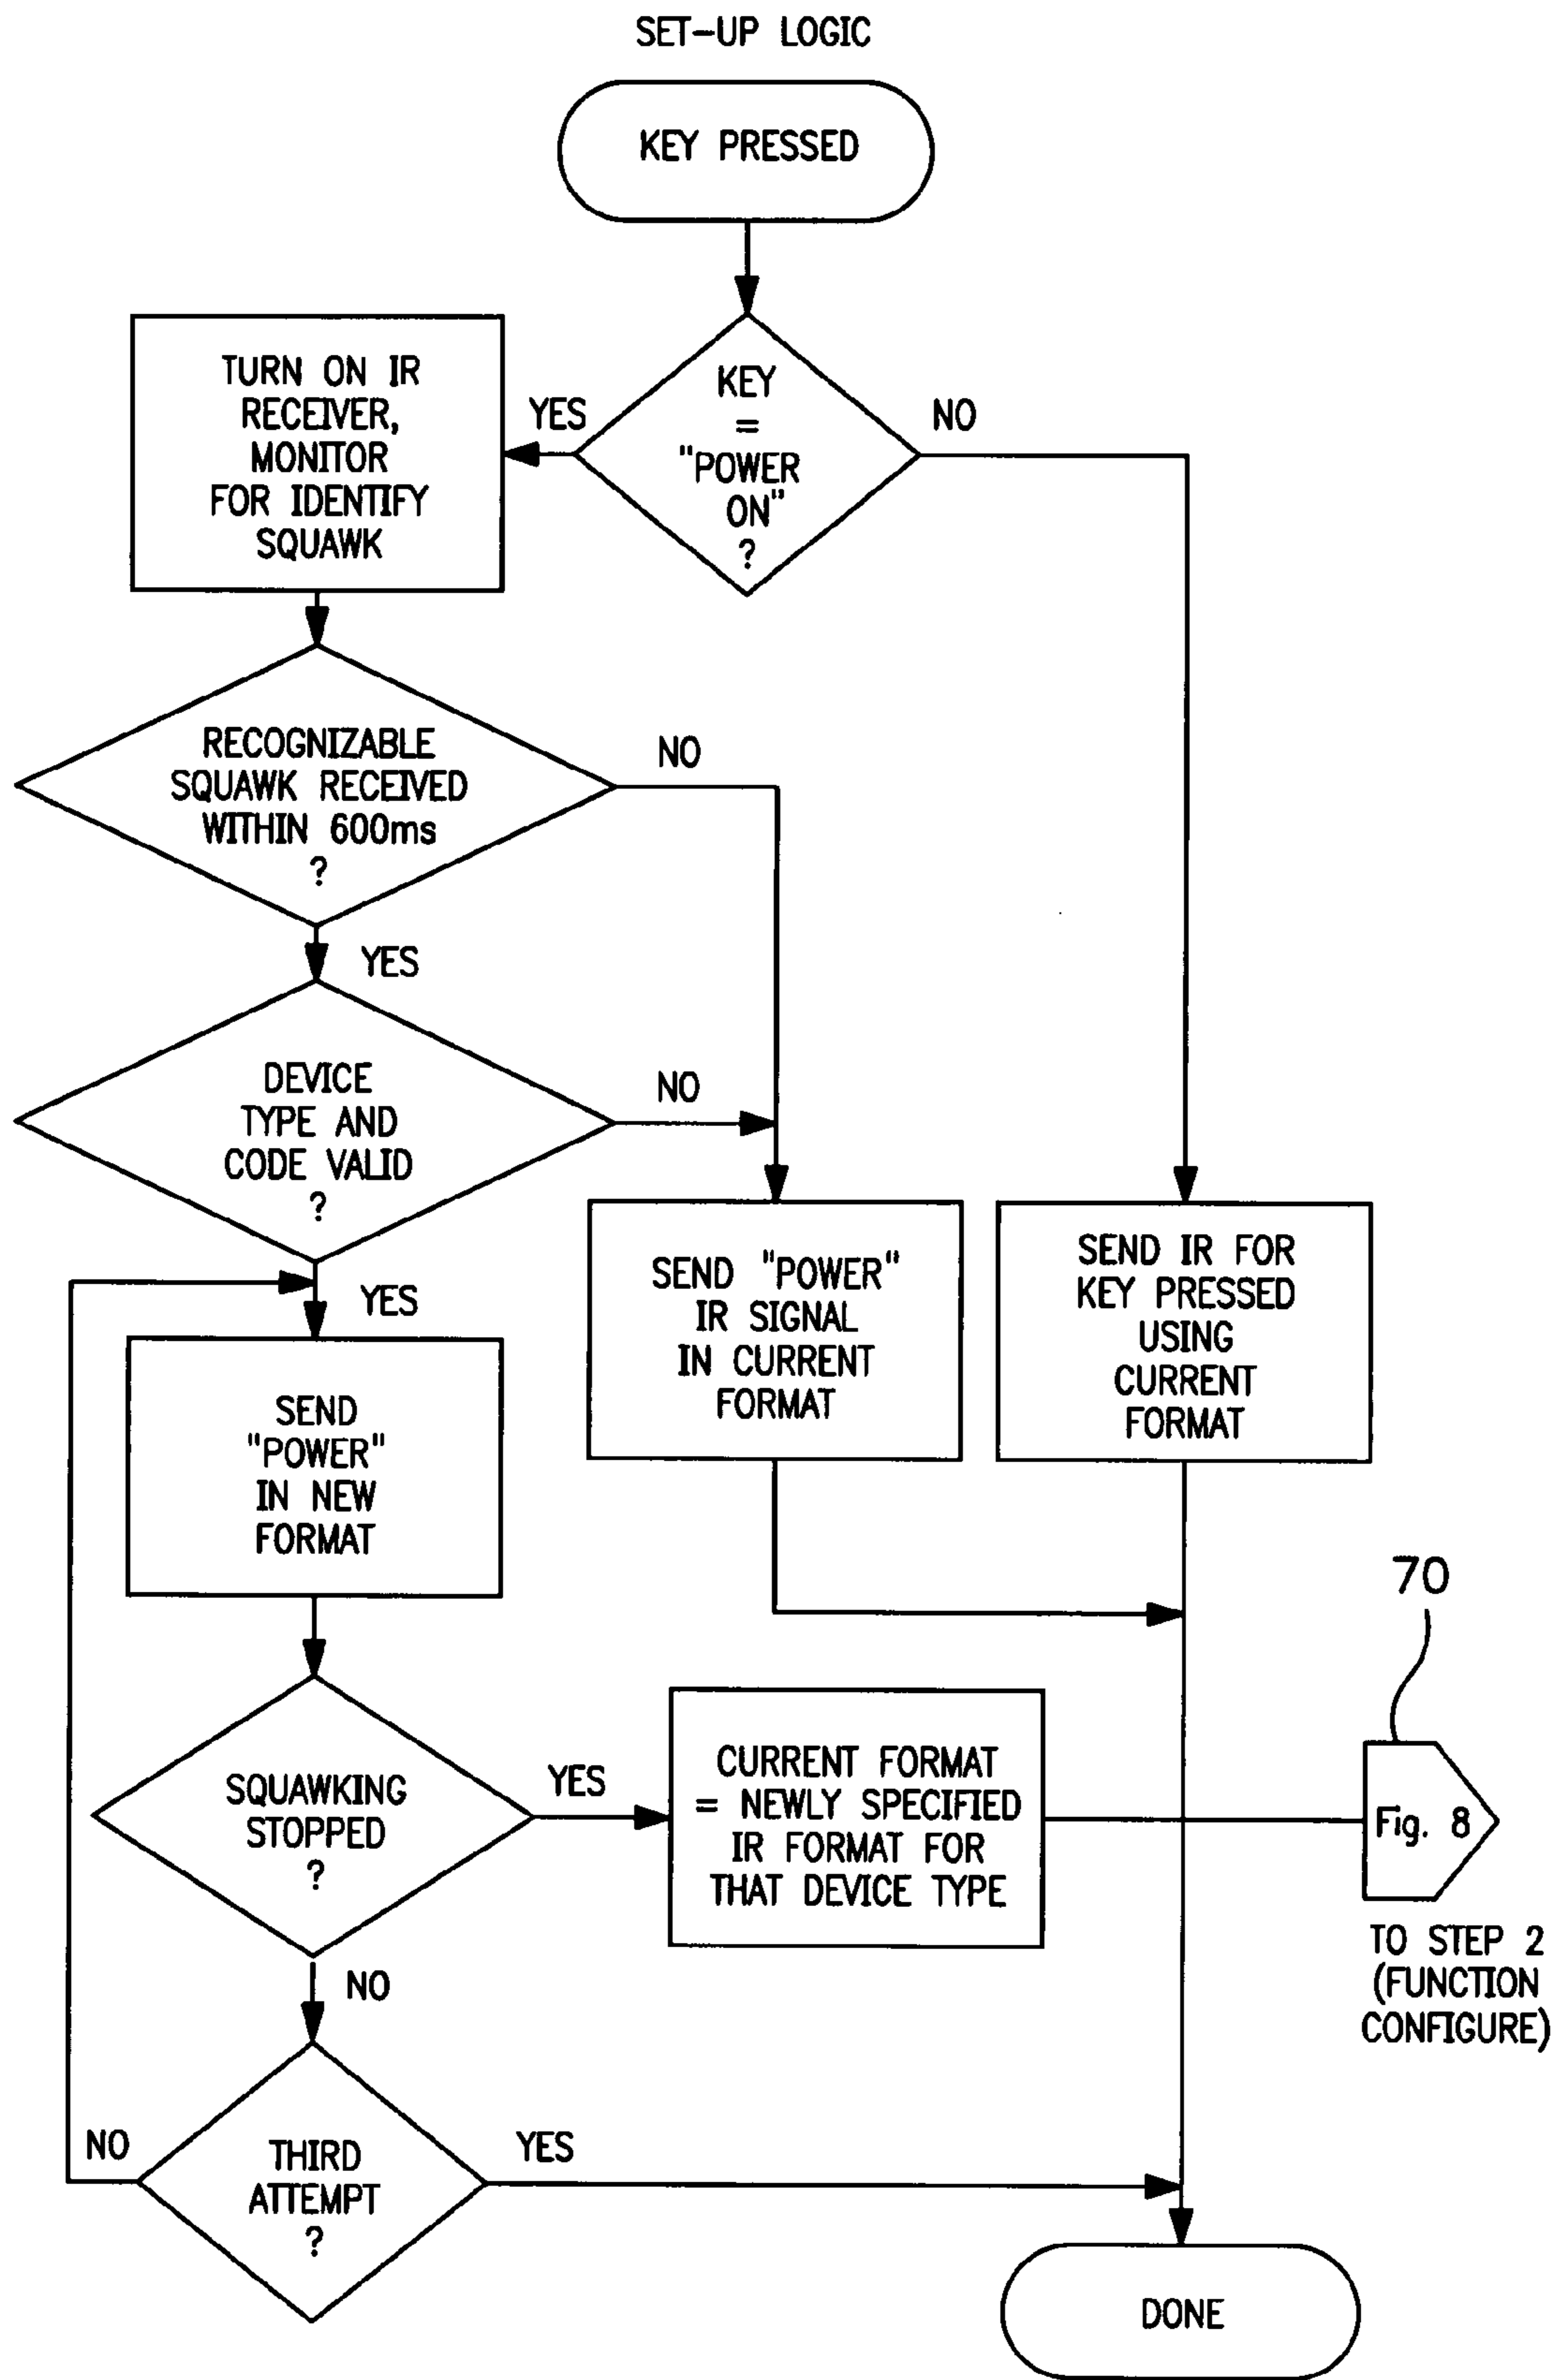 SET-UP LOGIC
KEY PRESSED
KEY
=
"POWER
ON"
?
YES
NO
TURN ON IR
RECEIVER,
MONITOR
FOR IDENTIFY
SQUAWK
RECOGNIZABLE
SQUAWK RECEIVED
WITHIN 600ms
?
NO
YES
DEVICE
TYPE AND
CODE VALID
?
NO
YES
SEND "POWER"
IR SIGNAL
IN CURRENT
FORMAT
SEND IR FOR
KEY PRESSED
USING
CURRENT
FORMAT
SEND
"POWER"
IN NEW
FORMAT
SQUAWKING
STOPPED
?
YES
NO
CURRENT FORMAT
= NEWLY SPECIFIED
IR FORMAT FOR
THAT DEVICE TYPE
70
Fig. 8
TO STEP 2
(FUNCTION
CONFIGURE)
THIRD
ATTEMPT
?
NO
YES
DONE